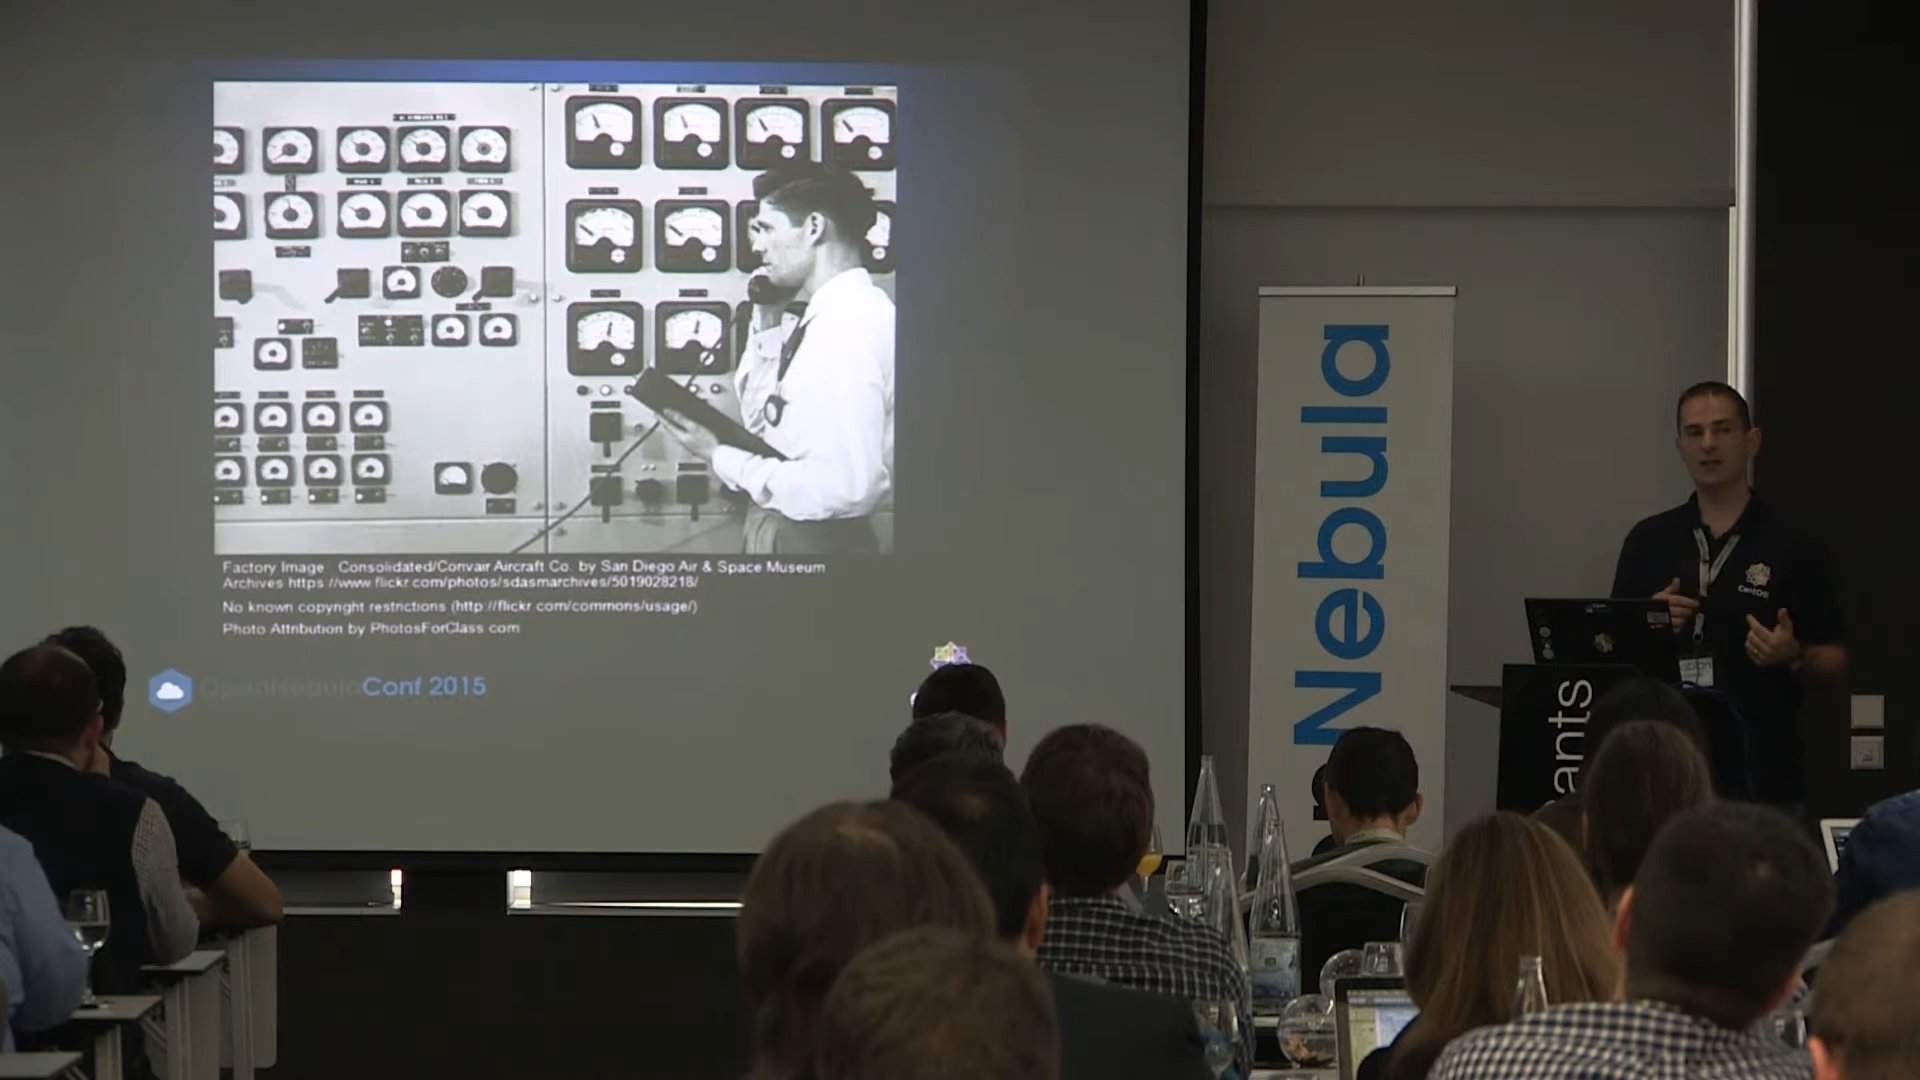 Factory Image Consolidated/Convair Aircraft Co. by San Diego Air & Space Museum
Archives https://www.flickr.com/photos/sdasmarchives/5019028218/
No known copyright restrictions (http://flickr.com/commons/usage/)
Photo Attribution by PhotosForClass com
OpenNebulaConf 2015
Nebula
CentOS
ants